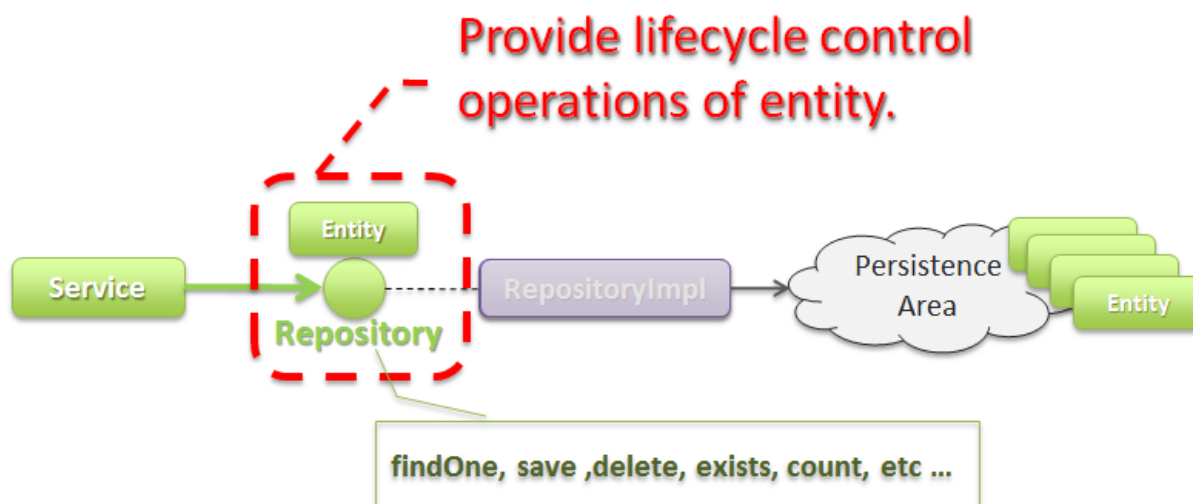 Provide lifecycle control
operations of entity.
Entity
Service
RepositoryImpl
Persistence
Area
Entity
Repository
findOne, save ,delete, exists, count, etc ...